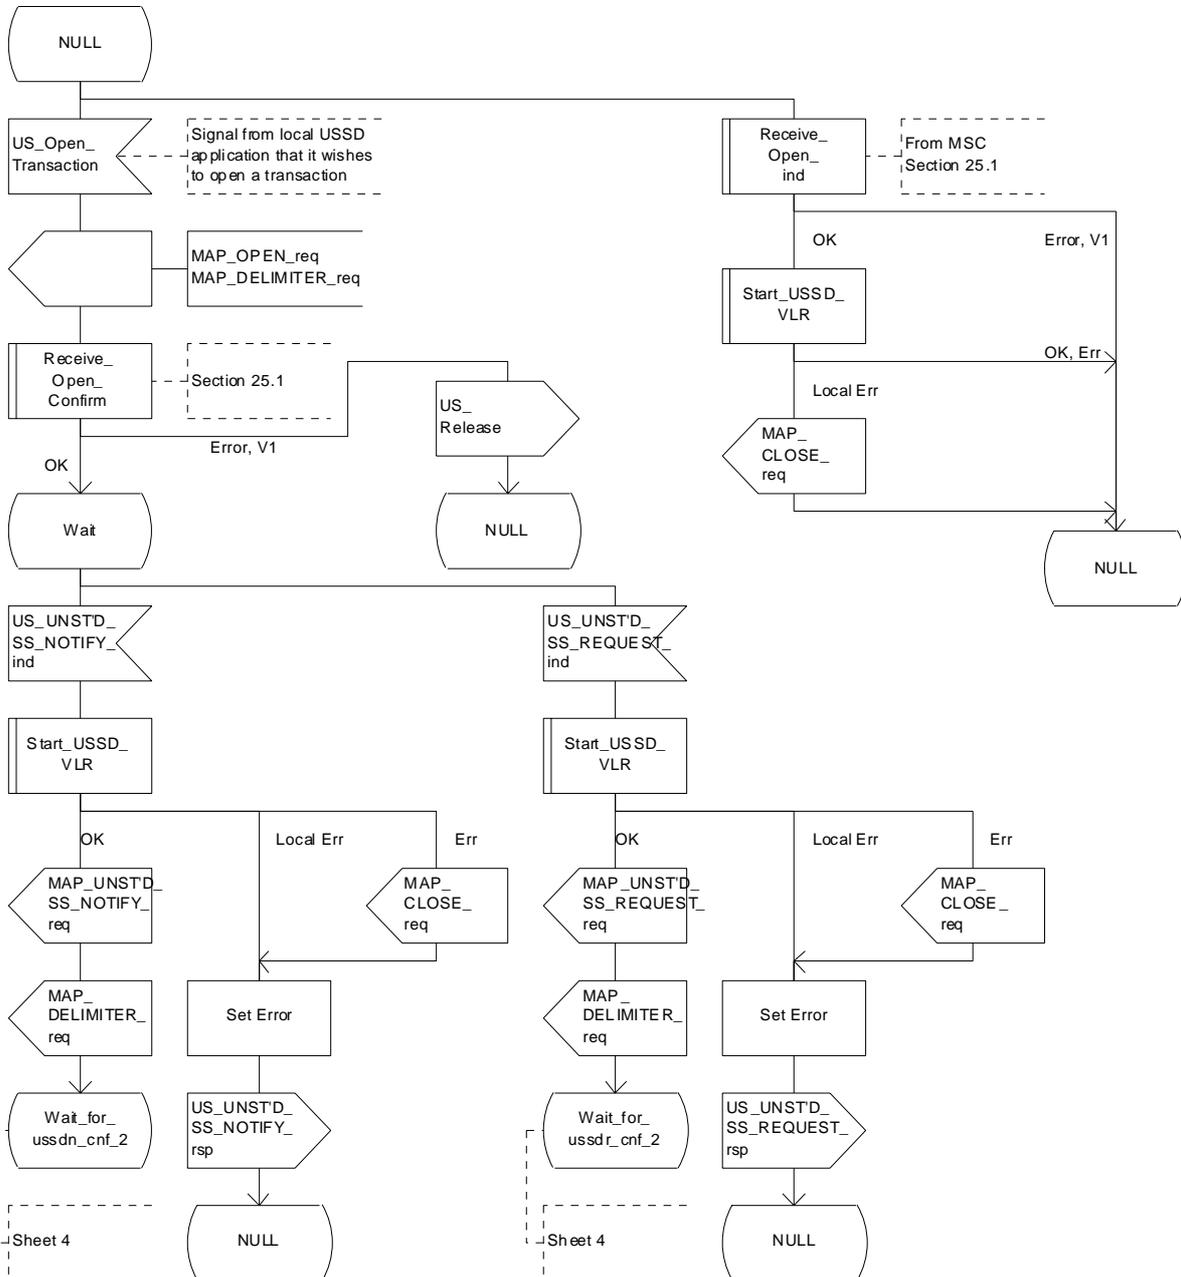 NULL
US_Open_
Transaction
Signal from local USSD
application that it wishes
to open a transaction
Receive_
Open_
ind
From MSC
Section 25.1
MAP_OPEN_req
MAP_DELIMITER_req
OK
Error, V1
Start_USSD_
VLR
Receive_
Open_
Confirm
Section 25.1
OK, Err
Local Err
US_
Release
MAP_
CLOSE_
req
Error, V1
OK
Wait
NULL
NULL
US_UNST'D_
SS_NOTIFY_
ind
US_UNST'D_
SS_REQUEST_
ind
Start_USSD_
VLR
Start_USSD_
VLR
OK
Local Err
Err
OK
Local Err
Err
MAP_UNST'D_
SS_NOTIFY_
req
MAP_
CLOSE_
req
MAP_UNST'D_
SS_REQUEST_
req
MAP_
CLOSE_
req
MAP_
DELIMITER_
req
Set Error
MAP_
DELIMITER_
req
Set Error
Wait_for_
ussdn_cnf_2
US_UNST'D_
SS_NOTIFY_
rsp
Wait_for_
ussdr_cnf_2
US_UNST'D_
SS_REQUEST_
rsp
Sheet 4
NULL
Sheet 4
NULL